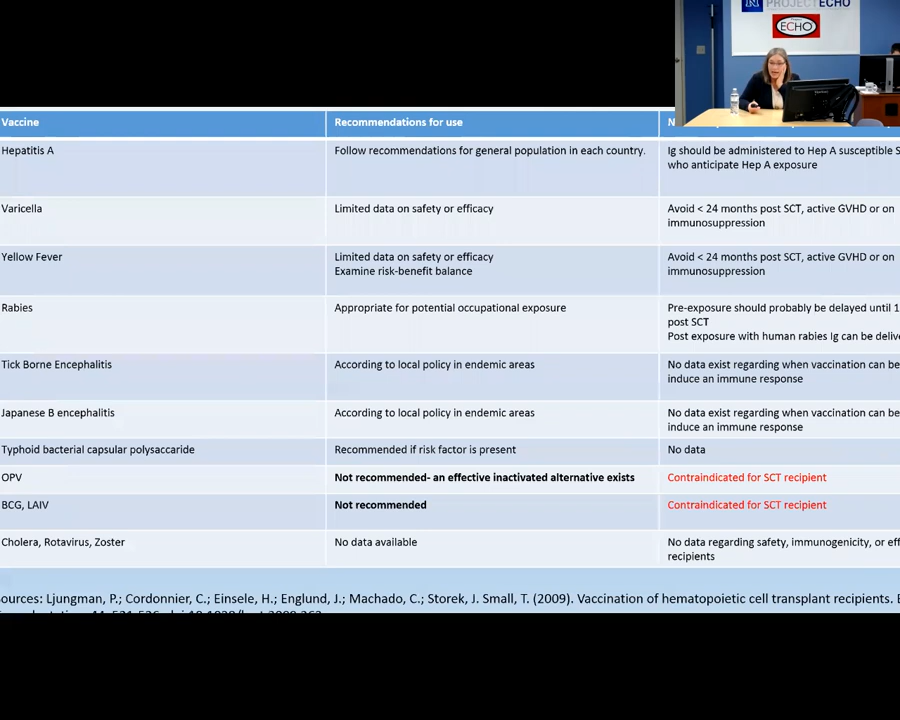 N PROJECT ECHO
ECHO
Vaccine Recommendations for use
Hepatitis A Follow recommendations for general population in each country. Ig should be administered to Hep A susceptible S
who anticipate Hep A exposure
Varicella Limited data on safety or efficacy Avoid < 24 months post SCT, active GVHD or on
immunosuppression
Yellow Fever Limited data on safety or efficacy Avoid < 24 months post SCT, active GVHD or on
Examine risk-benefit balance immunosuppression
Rabies Appropriate for potential occupational exposure Pre-exposure should probably be delayed until 1
post SCT
Post exposure with human rabies Ig can be delive
Tick Borne Encephalitis According to local policy in endemic areas No data exist regarding when vaccination can be
induce an immune response
Japanese B encephalitis According to local policy in endemic areas No data exist regarding when vaccination can be
induce an immune response
Typhoid bacterial capsular polysaccaride Recommended if risk factor is present No data
OPV Not recommended- an effective inactivated alternative exists Contraindicated for SCT recipient
BCG, LAIV Not recommended Contraindicated for SCT recipient
Cholera, Rotavirus, Zoster No data available No data regarding safety, immunogenicity, or eff
recipients
ources: Ljungman, P.; Cordonnier, C.; Einsele, H.; Englund, J.; Machado, C.; Storek, J. Small, T. (2009). Vaccination of hematopoietic cell transplant recipients.